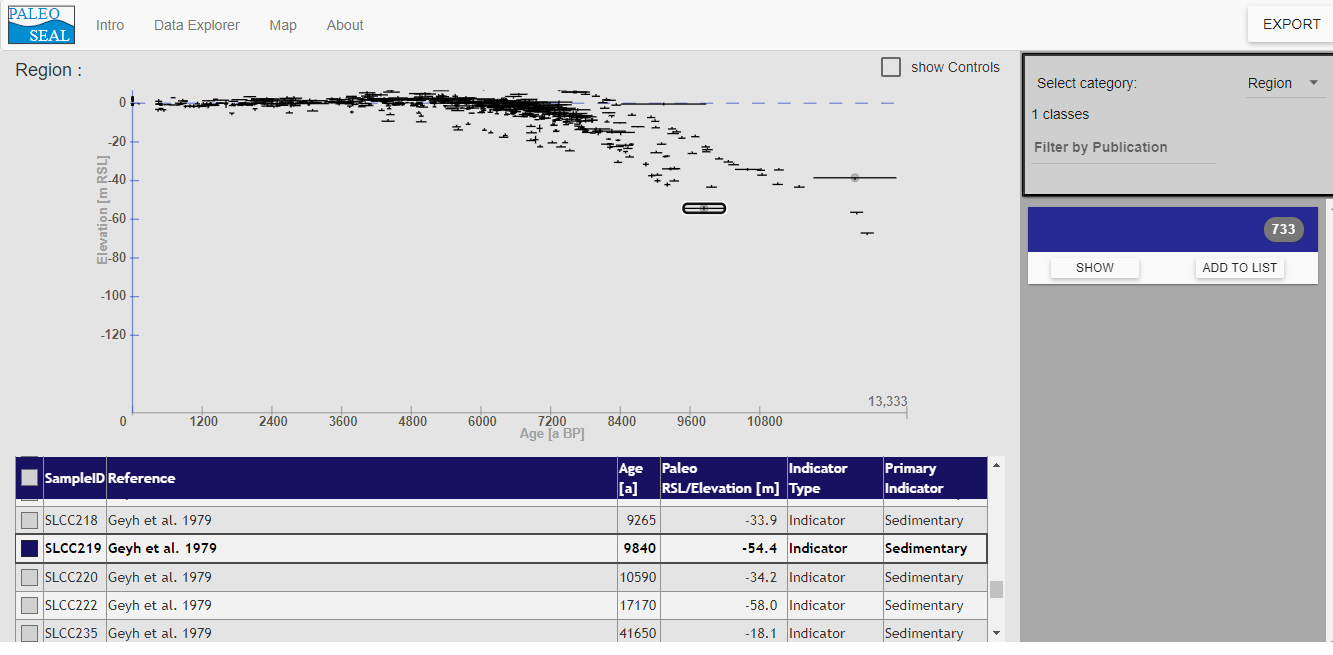 PALEO
SEAL
Intro Data Explorer Map About
EXPORT
Region :
show Controls
0
-20
-40
-60
-80
-100
-120
Elevation [m RSL]
13,333
0 1200 2400 3600 4800 6000 7200 8400 9600 10800
Age [a BP]
Select category: Region
1 classes
Filter by Publication
733
SHOW ADD TO LIST
SampleID Reference Age [a] Paleo RSL/Elevation [m] Indicator Type Primary Indicator
SLCC218 Geyh et al. 1979 9265 -33.9 Indicator Sedimentary
SLCC219 Geyh et al. 1979 9840 -54.4 Indicator Sedimentary
SLCC220 Geyh et al. 1979 10590 -34.2 Indicator Sedimentary
SLCC222 Geyh et al. 1979 17170 -58.0 Indicator Sedimentary
SLCC235 Geyh et al. 1979 41650 -18.1 Indicator Sedimentary